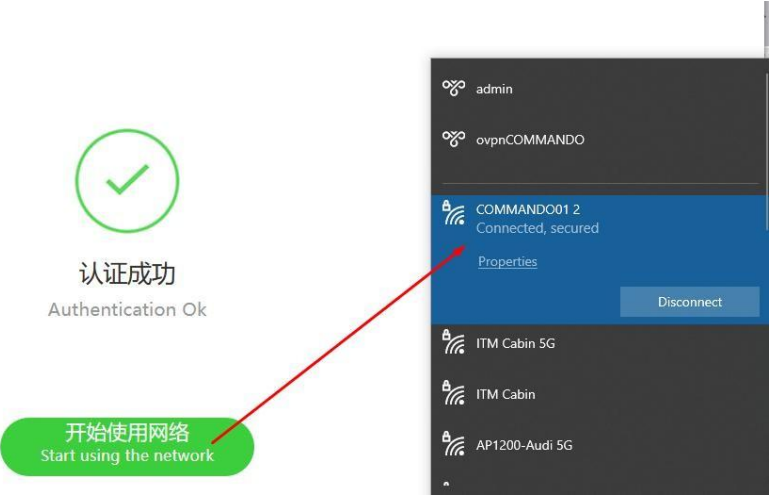 认证成功
Authentication Ok
开始使用网络
Start using the network
admin
ovpnCOMMANDO
COMMANDO01 2
Connected, secured
Properties
Disconnect
ITM Cabin 5G
ITM Cabin
AP1200-Audi 5G